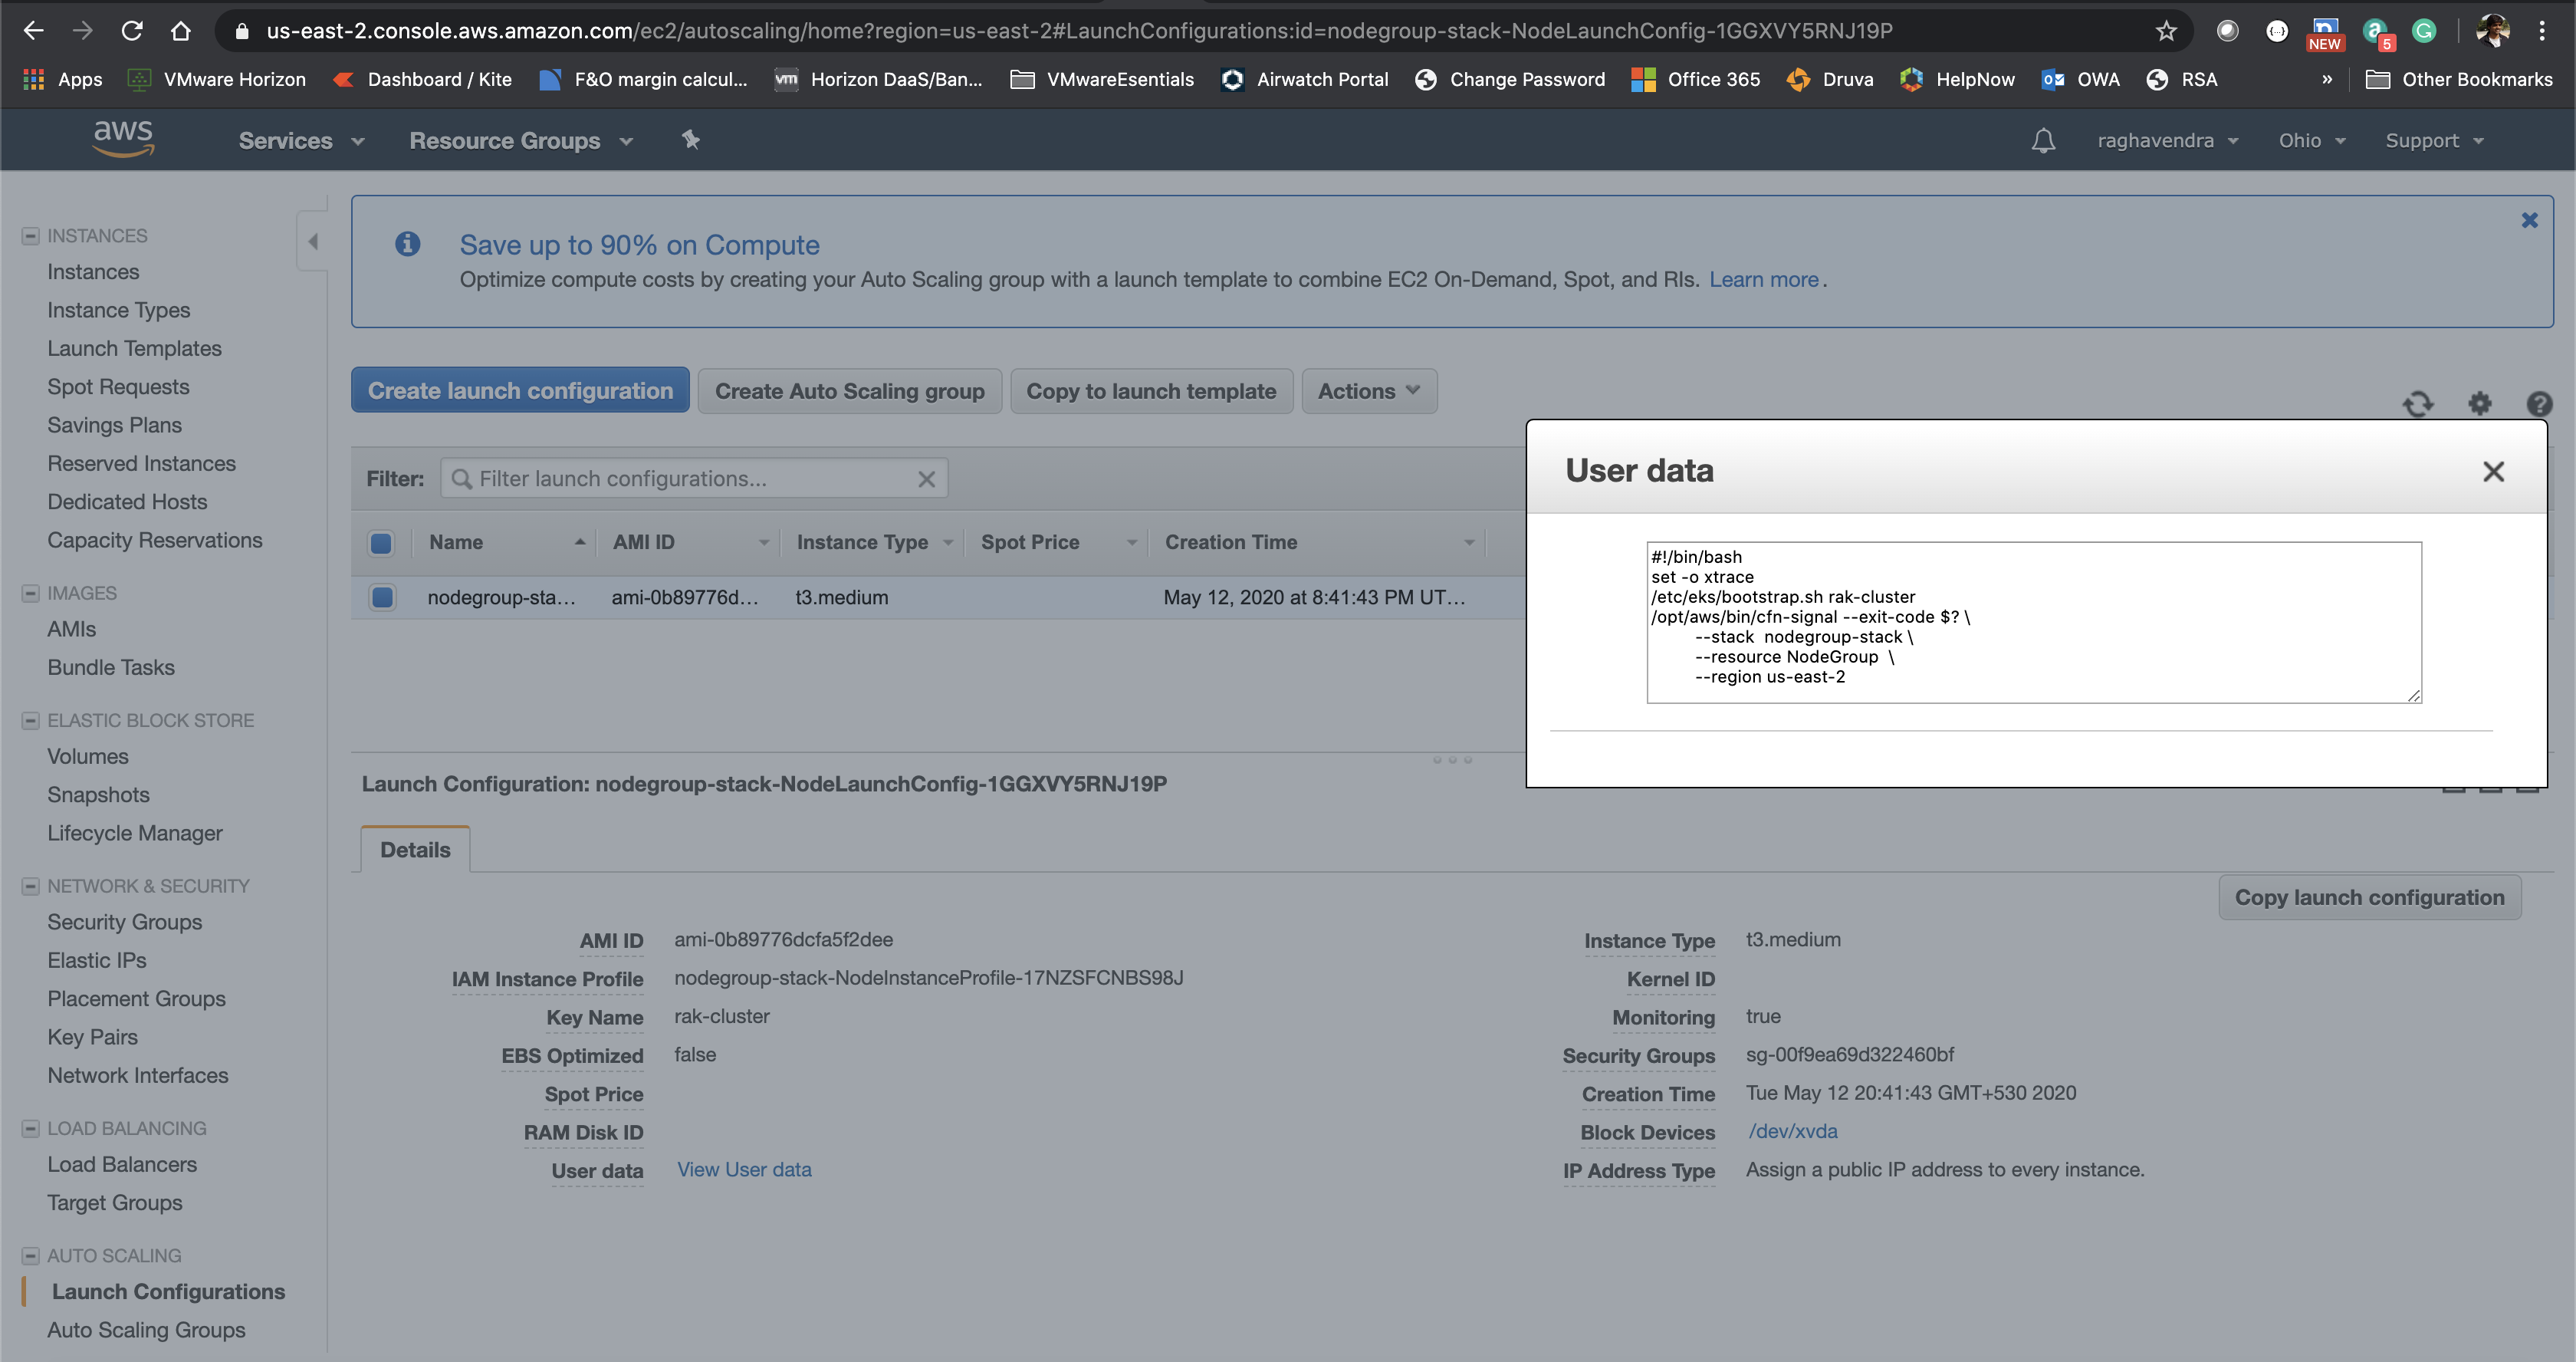 us-east-2.console.aws.amazon.com/ec2/autoscaling/home?region=us-east-2#LaunchConfigurations:id=nodegroup-stack-NodeLaunchConfig-1GGXVY5RNJ19P
NEW
5
Apps VMware Horizon Dashboard / Kite F&O margin calcul... vm Horizon DaaS/Ban... VMwareEsentials Airwatch Portal Change Password Office 365 Druva HelpNow OWA RSA » Other Bookmarks
aws Services Resource Groups raghavendra Ohio Support
INSTANCES
Instances
Instance Types
Launch Templates
Spot Requests
Savings Plans
Reserved Instances
Dedicated Hosts
Capacity Reservations
IMAGES
AMIs
Bundle Tasks
ELASTIC BLOCK STORE
Volumes
Snapshots
Lifecycle Manager
NETWORK & SECURITY
Security Groups
Elastic IPs
Placement Groups
Key Pairs
Network Interfaces
LOAD BALANCING
Load Balancers
Target Groups
AUTO SCALING
Launch Configurations
Auto Scaling Groups
Save up to 90% on Compute
Optimize compute costs by creating your Auto Scaling group with a launch template to combine EC2 On-Demand, Spot, and RIs. Learn more.
Create launch configuration Create Auto Scaling group Copy to launch template Actions
Filter: Filter launch configurations...
Name AMI ID Instance Type Spot Price Creation Time
nodegroup-sta... ami-0b89776d... t3.medium May 12, 2020 at 8:41:43 PM UT...
User data
#!/bin/bash
set -o xtrace
/etc/eks/bootstrap.sh rak-cluster
/opt/aws/bin/cfn-signal --exit-code $? \
--stack  nodegroup-stack \
--resource NodeGroup  \
--region us-east-2
Launch Configuration: nodegroup-stack-NodeLaunchConfig-1GGXVY5RNJ19P
Details
Copy launch configuration
AMI ID ami-0b89776dcfa5f2dee
IAM Instance Profile nodegroup-stack-NodeInstanceProfile-17NZSFCNBS98J
Key Name rak-cluster
EBS Optimized false
Spot Price
RAM Disk ID
User data View User data
Instance Type t3.medium
Kernel ID
Monitoring true
Security Groups sg-00f9ea69d322460bf
Creation Time Tue May 12 20:41:43 GMT+530 2020
Block Devices /dev/xvda
IP Address Type Assign a public IP address to every instance.